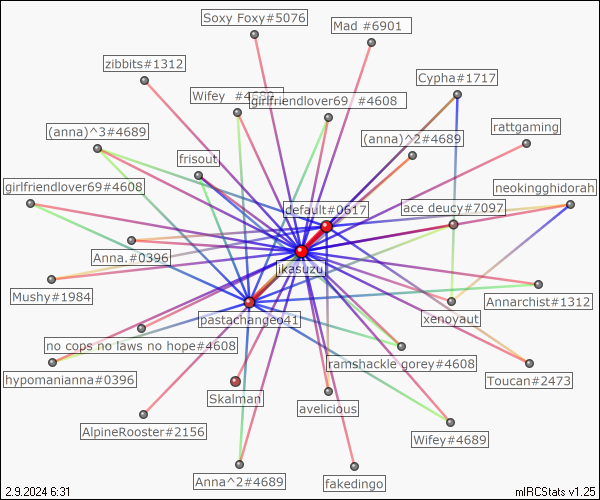 Soxy Foxy#5076
Mad #6901
zibbits#1312
Cypha#1717
Wifey #4689
girlfriendlover69 #4608
(anna)^3#4689
(anna)^2#4689
rattgaming
frisout
girlfriendlover69#4608
neokingghidorah
default#0617
ace deucy#7097
Anna.#0396
jkasuzu
Mushy#1984
Annarchist#1312
pastachangeo41
xenoyaut
no cops no laws no hope#4608
ramshackle gorey#4608
hypomanianna#0396
Toucan#2473
Skalman
avelicious
AlpineRooster#2156
Wifey#4689
Anna^2#4689
fakedingo
2.9.2024 6:31
mIRCStats v1.25